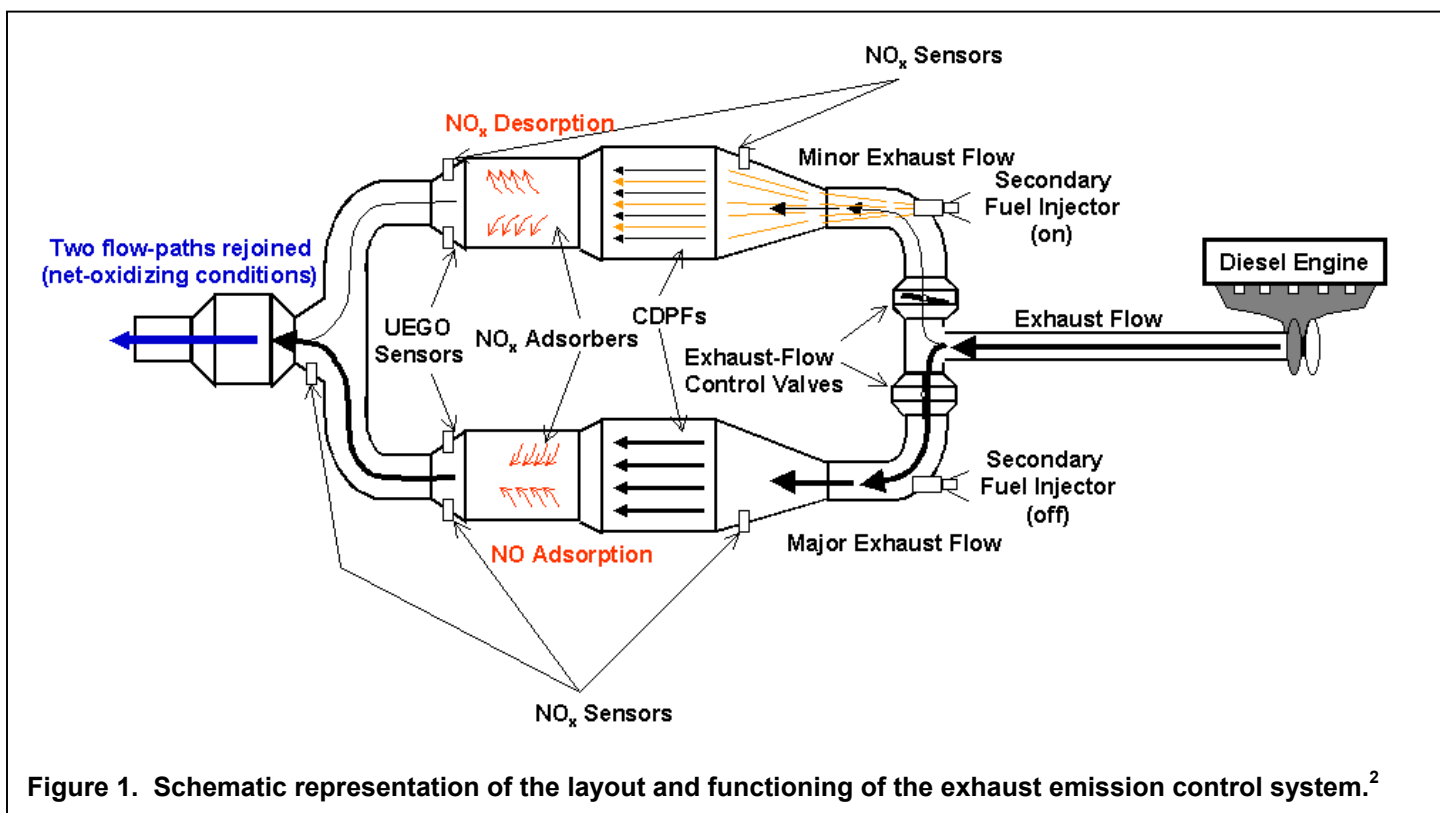 NOx Sensors
NOx Desorption
Minor Exhaust Flow
Secondary
Fuel Injector
(on)
Two flow-paths rejoined
(net-oxidizing conditions)
Diesel Engine
UEGO
Sensors
NOx Adsorbers
CDPFs
Exhaust Flow
Exhaust-Flow
Control Valves
Secondary
Fuel Injector
(off)
NO Adsorption
Major Exhaust Flow
NOx Sensors
Figure 1. Schematic representation of the layout and functioning of the exhaust emission control system.2